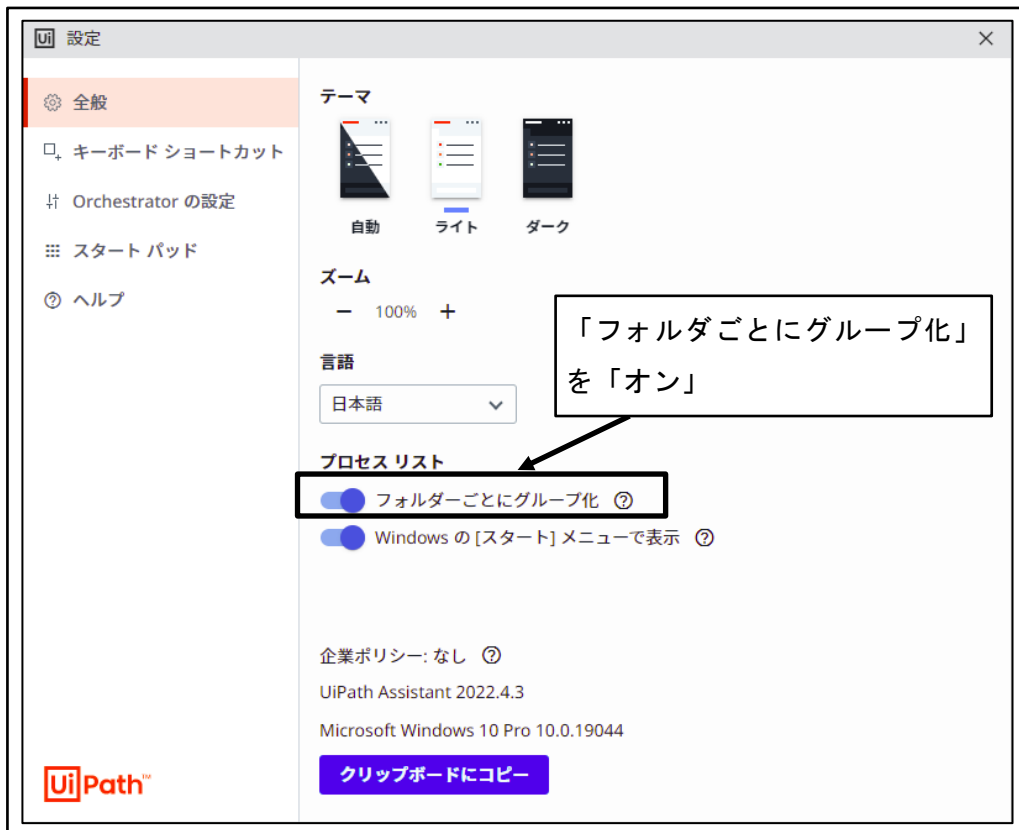 Ui 設定
全般
キーボード ショートカット
Orchestrator の設定
スタート パッド
ヘルプ
テーマ
自動 ライト ダーク
ズーム
100%
言語
日本語
「フォルダごとにグループ化」
を「オン」
プロセス リスト
フォルダーごとにグループ化
Windows の [スタート] メニューで表示
企業ポリシー: なし
UiPath Assistant 2022.4.3
Microsoft Windows 10 Pro 10.0.19044
クリップボードにコピー
UiPath™